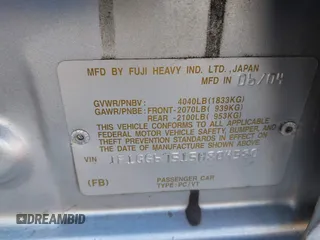 MFD BY FUJI HEAVY IND. LTD., JAPAN
MFD IN 05/04
GVWR/PNBV : 4040LB(1833KG)
GAWR/PNBE: FRONT-2070LB( 939KG)
REAR -2100LB( 953KG)
THIS VEHICLE CONFORMS TO ALL APPLICABLE
FEDERAL MOTOR VEHICLE SAFETY, BUMPER, AND
THEFT PREVENTION STANDARDS IN EFFECT
ON THE DATE OF MANUFACTURE SHOWN ABOVE.
VIN :
(FB) PASSENGER CAR
TYPE:PC/VT
DREAMBID